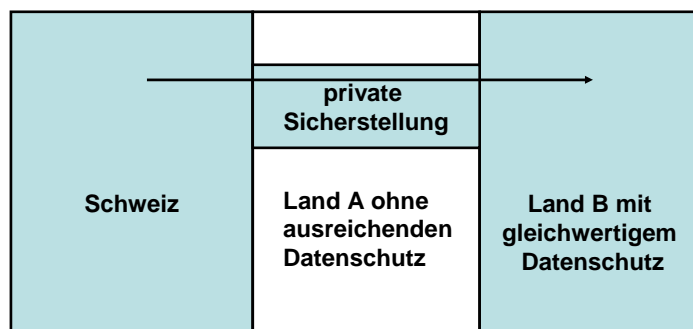 private
Sicherstellung
Schweiz
Land A ohne
ausreichenden
Datenschutz
Land B mit
gleichwertigem
Datenschutz